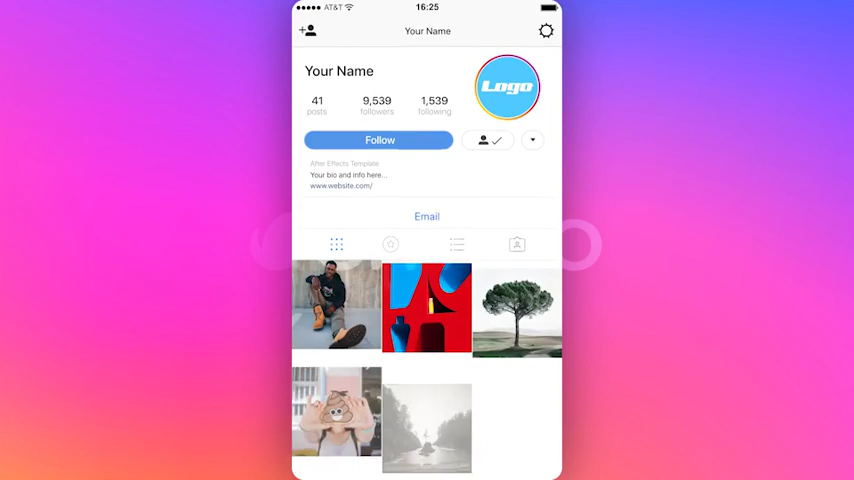 AT&T 16:25
Your Name
Your Name
Logo
41 9,539 1,539
posts followers following
Follow
After Effects Template
Your bio and info here...
www.website.com/
Email